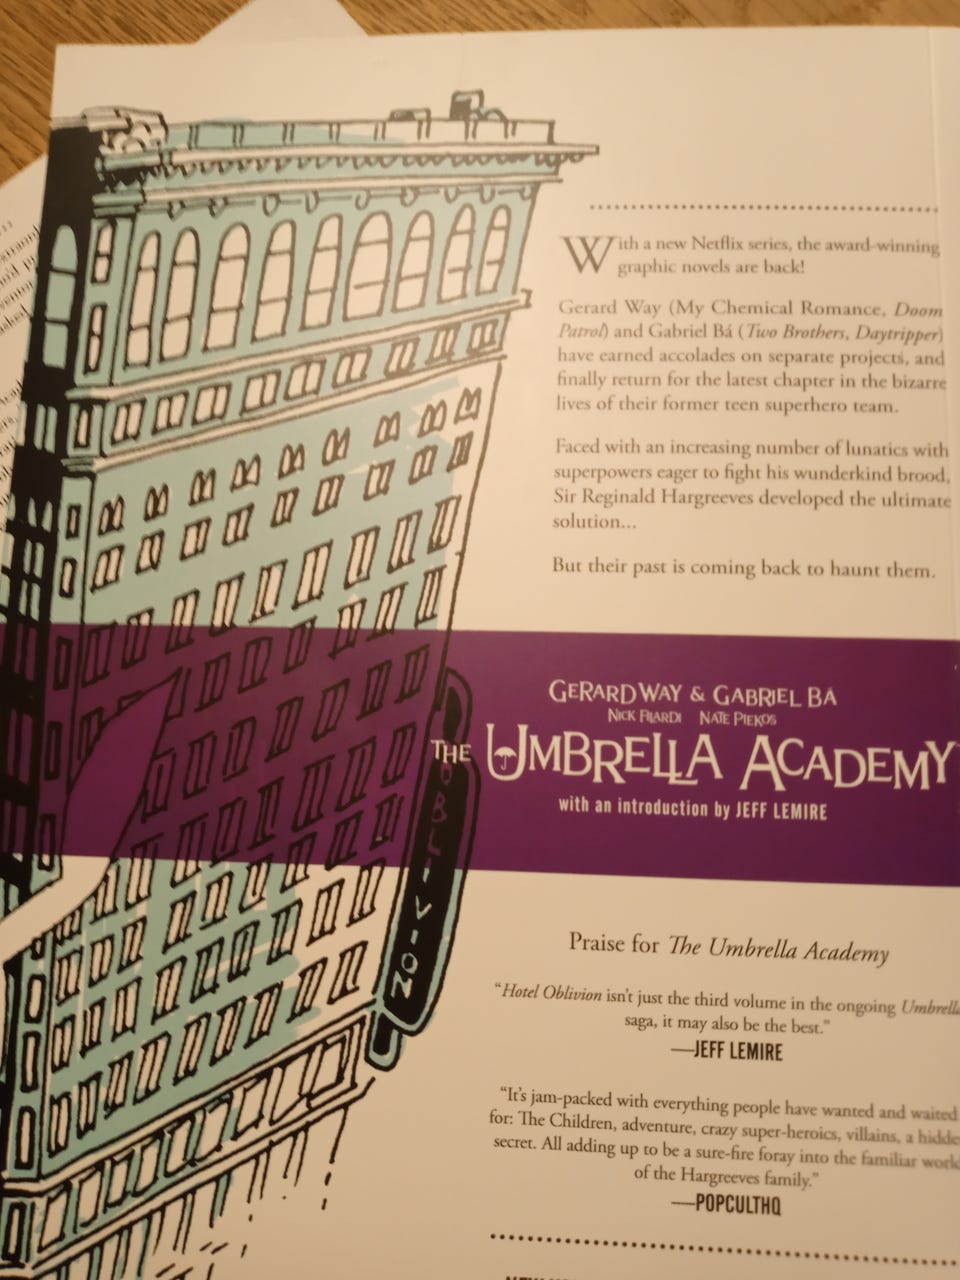 With a new Netflix series, the award-winning
graphic novels are back!
Gerard Way (My Chemical Romance, Doom
Patrol) and Gabriel Bá (Two Brothers, Daytripper)
have earned accolades on separate projects, and
finally return for the latest chapter in the bizarre
lives of their former teen superhero team.
Faced with an increasing number of lunatics with
superpowers eager to fight his wunderkind brood,
Sir Reginald Hargreeves developed the ultimate
solution...
But their past is coming back to haunt them.
GERARD WAY & GABRIEL BÁ
NICK FILARDI NATE PIEKOS
THE UMBRELLA ACADEMY
with an introduction by JEFF LEMIRE
OBLIVION
Praise for The Umbrella Academy
"Hotel Oblivion isn't just the third volume in the ongoing Umbrella
saga, it may also be the best."
—JEFF LEMIRE
"It's jam-packed with everything people have wanted and waited
for: The Children, adventure, crazy super-heroics, villains, a hidde
secret. All adding up to be a sure-fire foray into the familiar world
of the Hargreeves family."
—POPCULTHQ